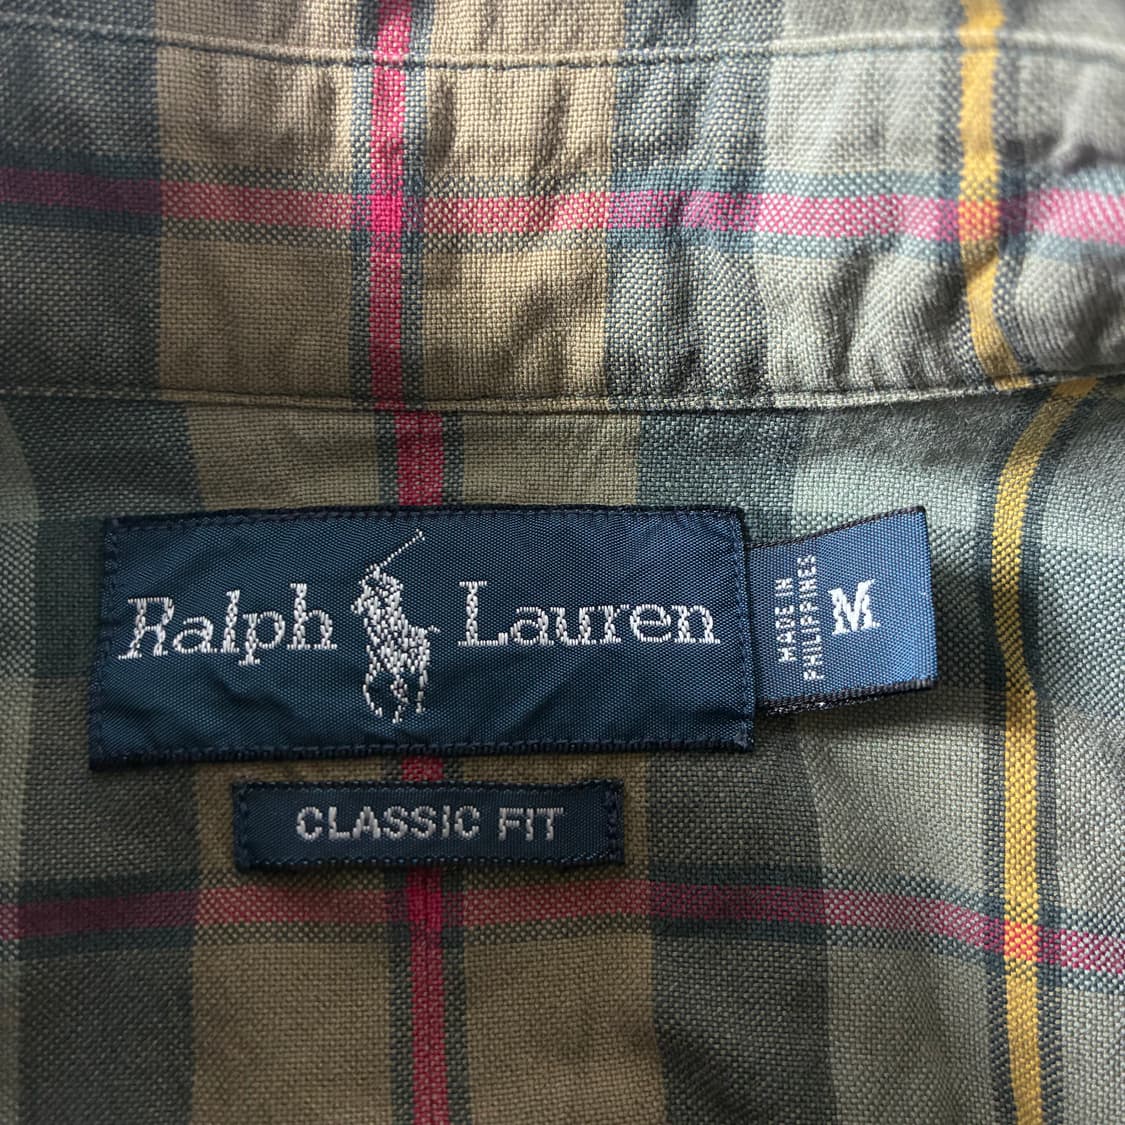 Ralph Lauren
MADE IN
PHILIPPINES
M
CLASSIC FIT